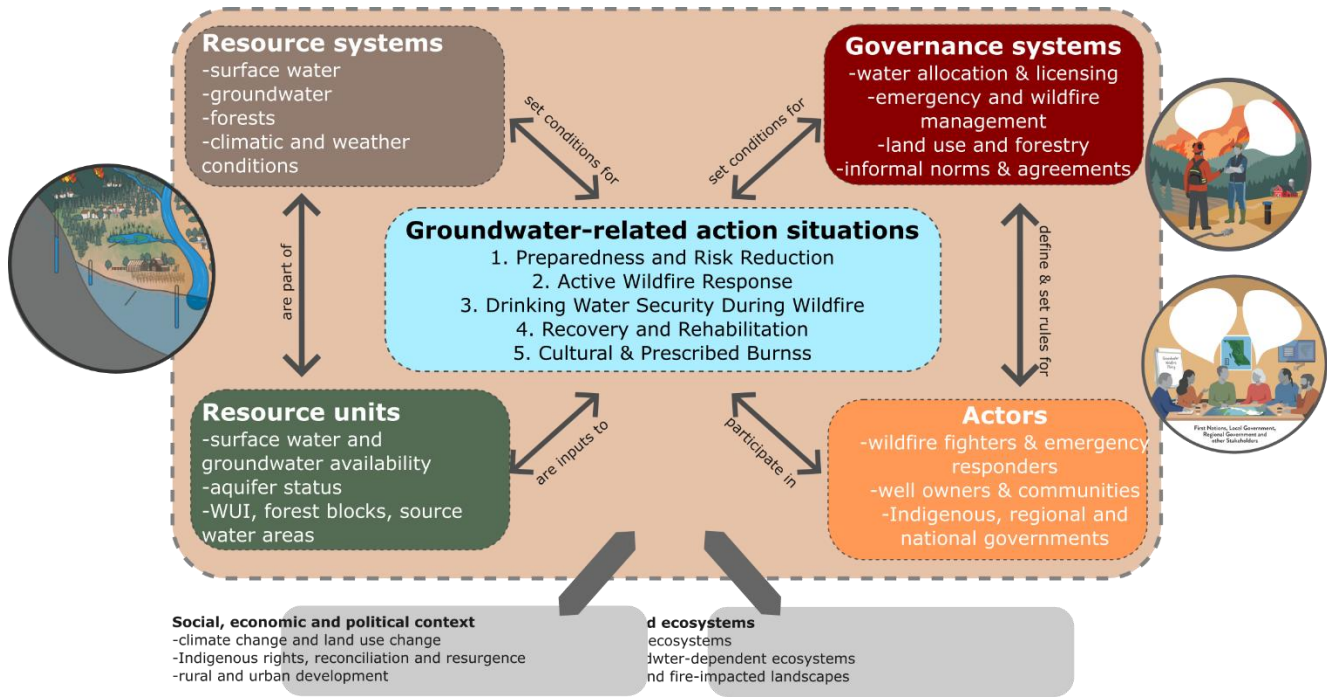 Resource systems
-surface water
-groundwater
-forests
-climatic and weather
conditions
Governance systems
-water allocation & licensing
-emergency and wildfire
management
-land use and forestry
-informal norms & agreements
set conditions for
set conditions for
Groundwater-related action situations
1. Preparedness and Risk Reduction
2. Active Wildfire Response
3. Drinking Water Security During Wildfire
4. Recovery and Rehabilitation
5. Cultural & Prescribed Burnss
are part of
define & set rules for
Resource units
-surface water and
groundwater availability
-aquifer status
-WUI, forest blocks, source
water areas
are inputs to
participate in
Actors
-wildfire fighters & emergency
responders
-well owners & communities
-Indigenous, regional and
national governments
First Nations, Local Government,
Regional Government and
other Stakeholders
Social, economic and political context
-climate change and land use change
-Indigenous rights, reconciliation and resurgence
-rural and urban development
d ecosystems
ecosystems
dwter-dependent ecosystems
nd fire-impacted landscapes